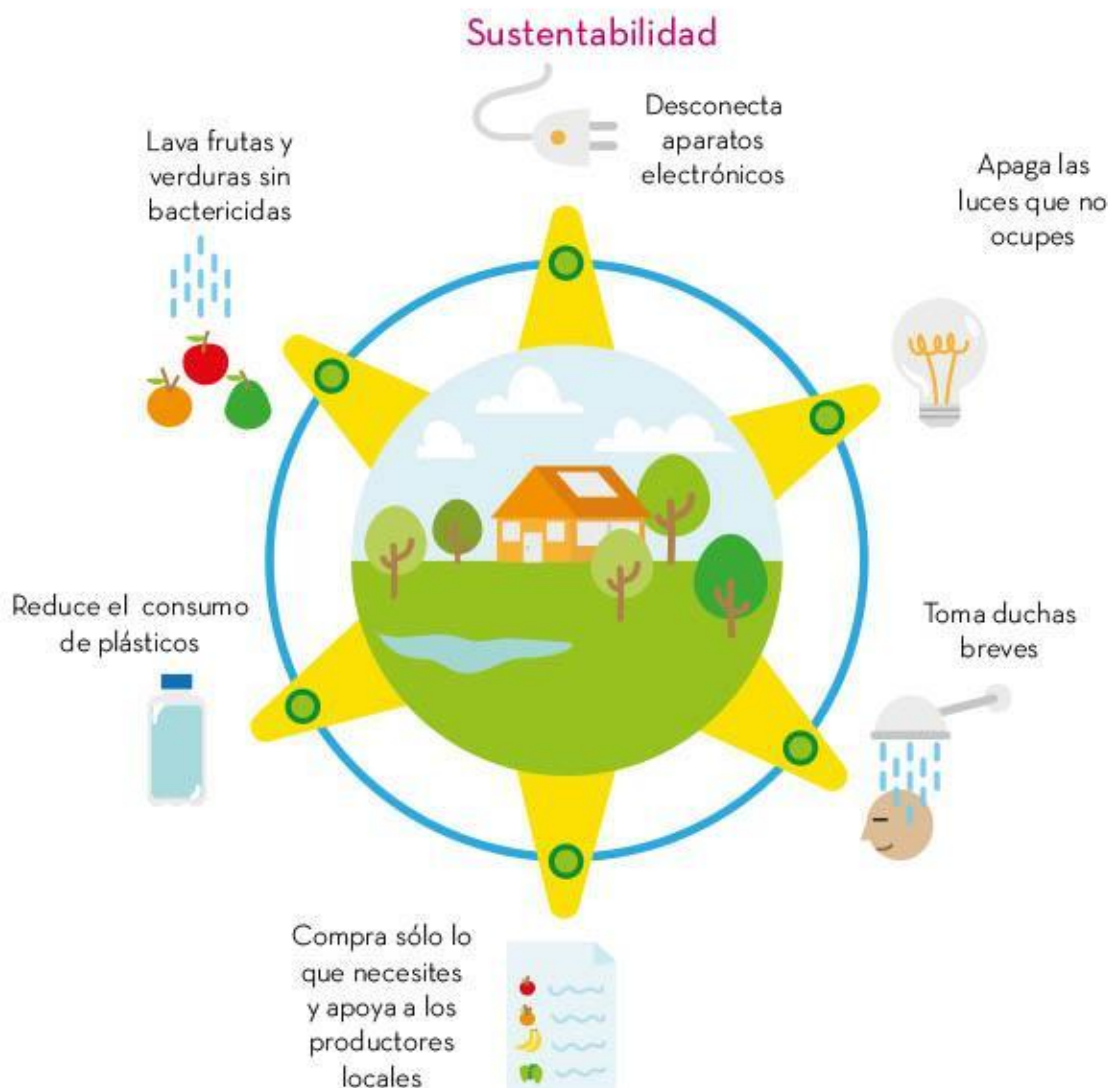 Sustentabilidad
Desconecta
aparatos
electrónicos
Apaga las
luces que no
ocupes
Toma duchas
breves
Compra sólo lo
que necesites
y apoya a los
productores
locales
Reduce el consumo
de plásticos
Lava frutas y
verduras sin
bactericidas